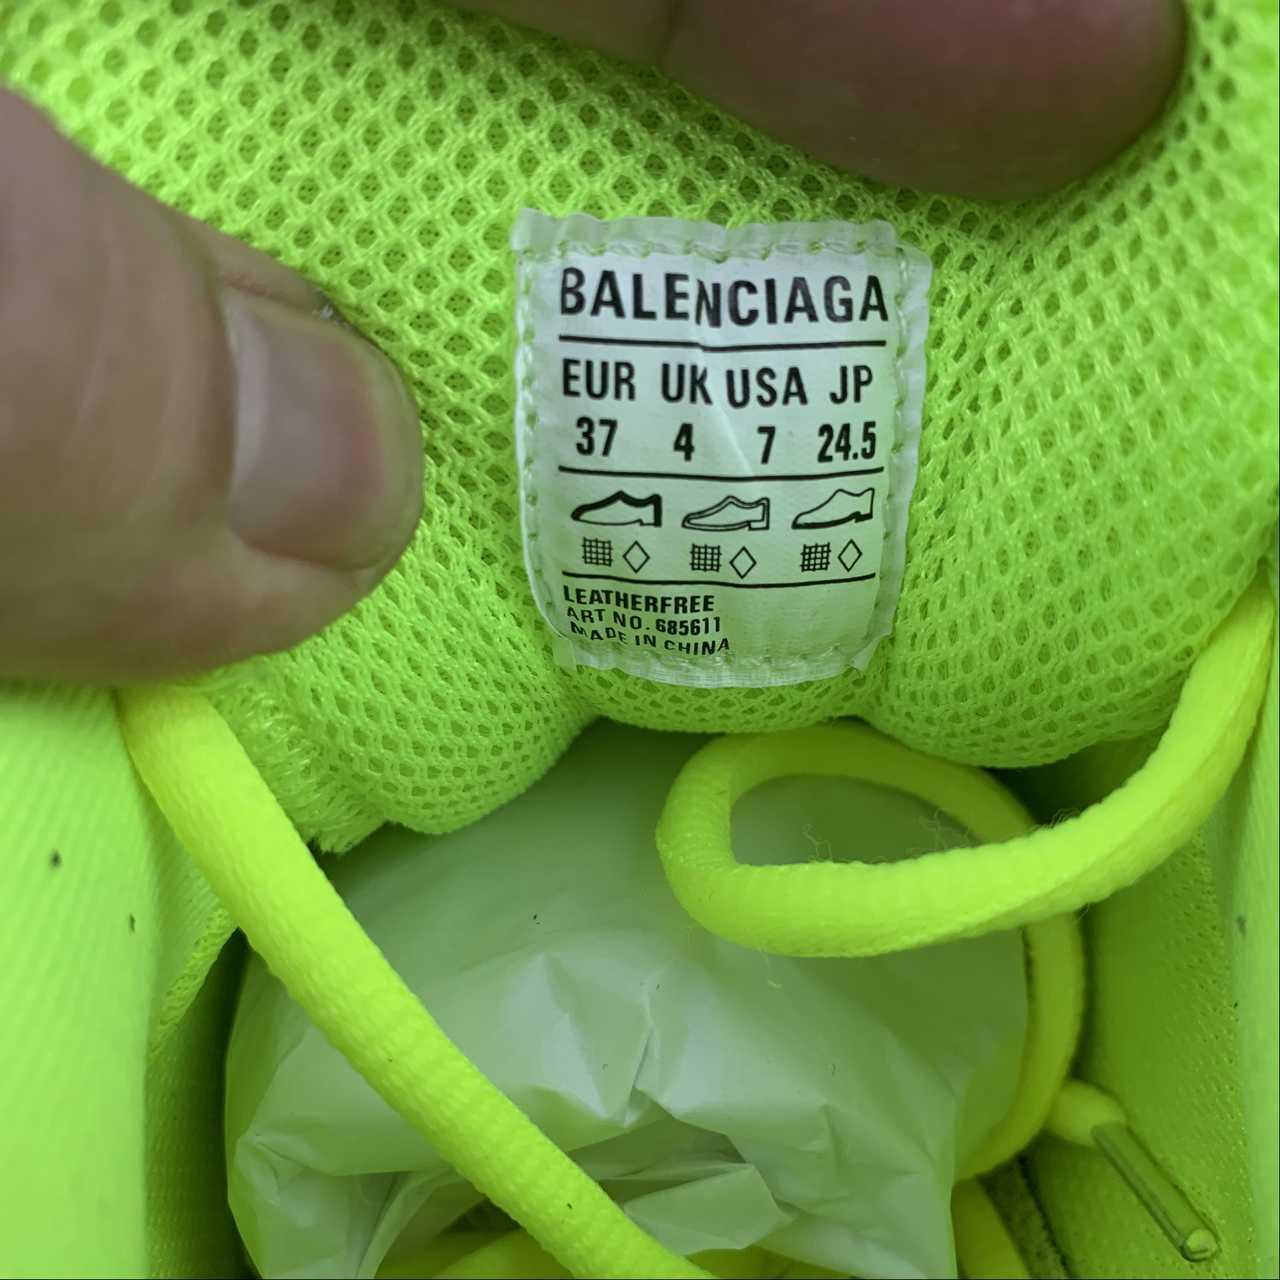 BALENCIAGA
EUR UK USA JP
37 4 7 24.5
LEATHERFREE
ART NO. 685611
MADE IN CHINA